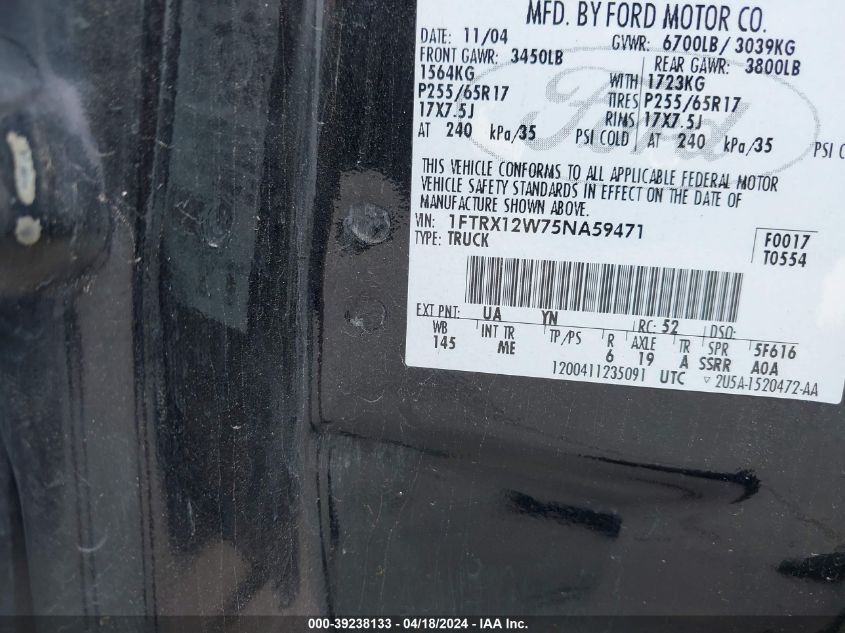 MFD. BY FORD MOTOR CO.
DATE: 11/04 GVWR: 6700LB/ 3039KG
FRONT GAWR: 3450LB REAR GAWR: 3800LB
1564KG WITH 1723KG
P255/65R17 TIRES P255/65R17
17X7.5J RIMS 17X7.5J
AT 240 kPa/35 PSI COLD AT 240 kPa/35 PSI C
Ford
THIS VEHICLE CONFORMS TO ALL APPLICABLE FEDERAL MOTOR
VEHICLE SAFETY STANDARDS IN EFFECT ON THE DATE OF
MANUFACTURE SHOWN ABOVE.
VIN: 1FTRX12W75NA59471
TYPE: TRUCK
F0017
T0554
EXT PNT: UA YN RC: 52 DSO:
WB INT TR TP/PS R AXLE TR SPR 5F616
145 ME 6 19 A SSRR A0A
1200411235091 UTC ▽ 2U5A-1520472-AA
000-39238133 - 04/18/2024 - IAA Inc.